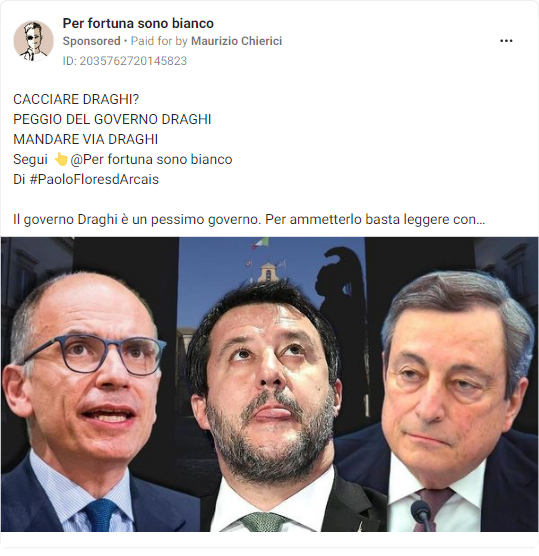 Per fortuna sono bianco
Sponsored • Paid for by Maurizio Chierici
ID: 2035762720145823
CACCIARE DRAGHI?
PEGGIO DEL GOVERNO DRAGHI
MANDARE VIA DRAGHI
Segui 👆@Per fortuna sono bianco
Di #PaoloFloresdArcais
Il governo Draghi è un pessimo governo. Per ammetterlo basta leggere con...